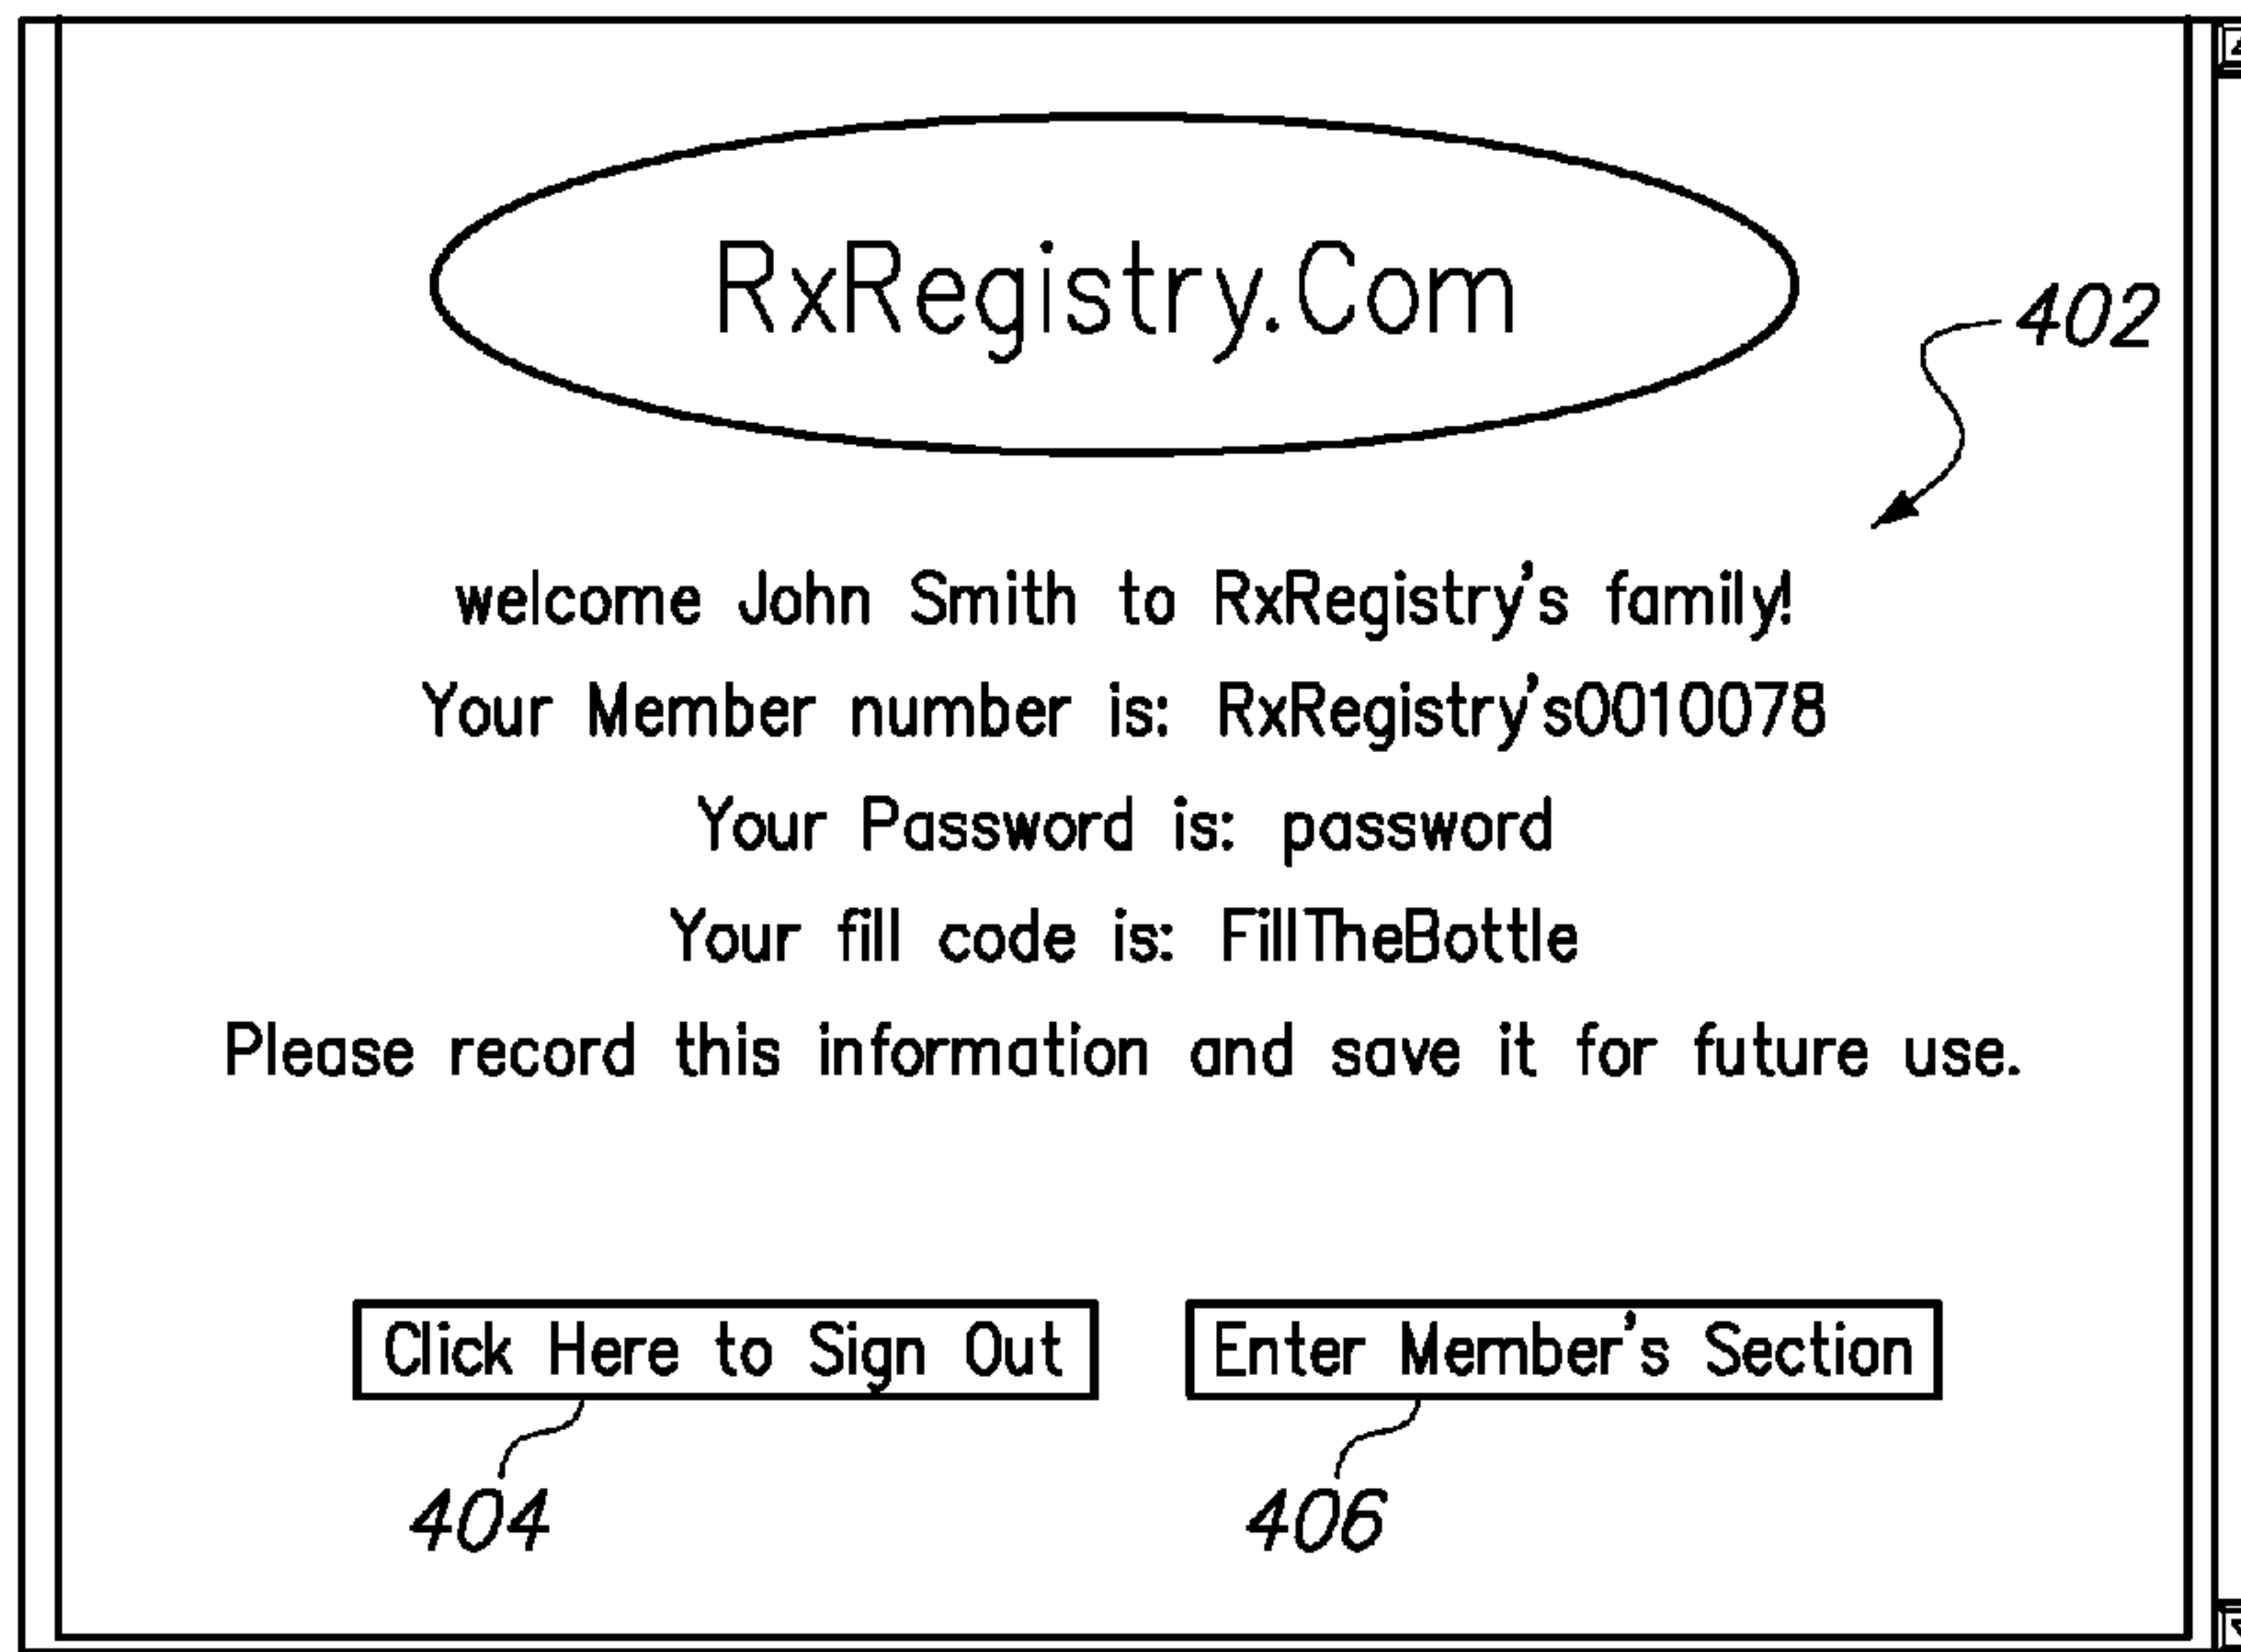 RxRegistry.Com
402
welcome John Smith to RxRegistry's family!
Your Member number is: RxRegistry's0010078
Your Password is: password
Your fill code is: FillTheBottle
Please record this information and save it for future use.
Click Here to Sign Out Enter Member's Section
404 406